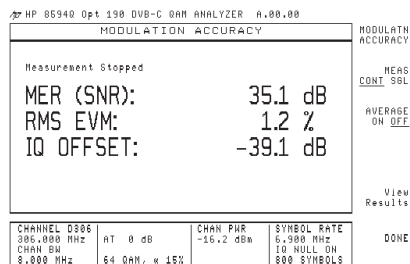 HP 8594Q Opt 190 DVB-C QAM ANALYZER A.00.00
MODULATION ACCURACY
Measurement Stopped
MER (SNR): 35.1 dB
RMS EVM: 1.2 %
IQ OFFSET: -39.1 dB
MODULATN
ACCURACY
MEAS
CONT SGL
AVERAGE
ON OFF
View
Results
DONE
CHANNEL D306
306.000 MHz
CHAN BW
8.000 MHz
AT 0 dB
64 QAM, α 15%
CHAN PWR
-16.2 dBm
SYMBOL RATE
6.900 MHz
IQ NULL ON
800 SYMBOLS